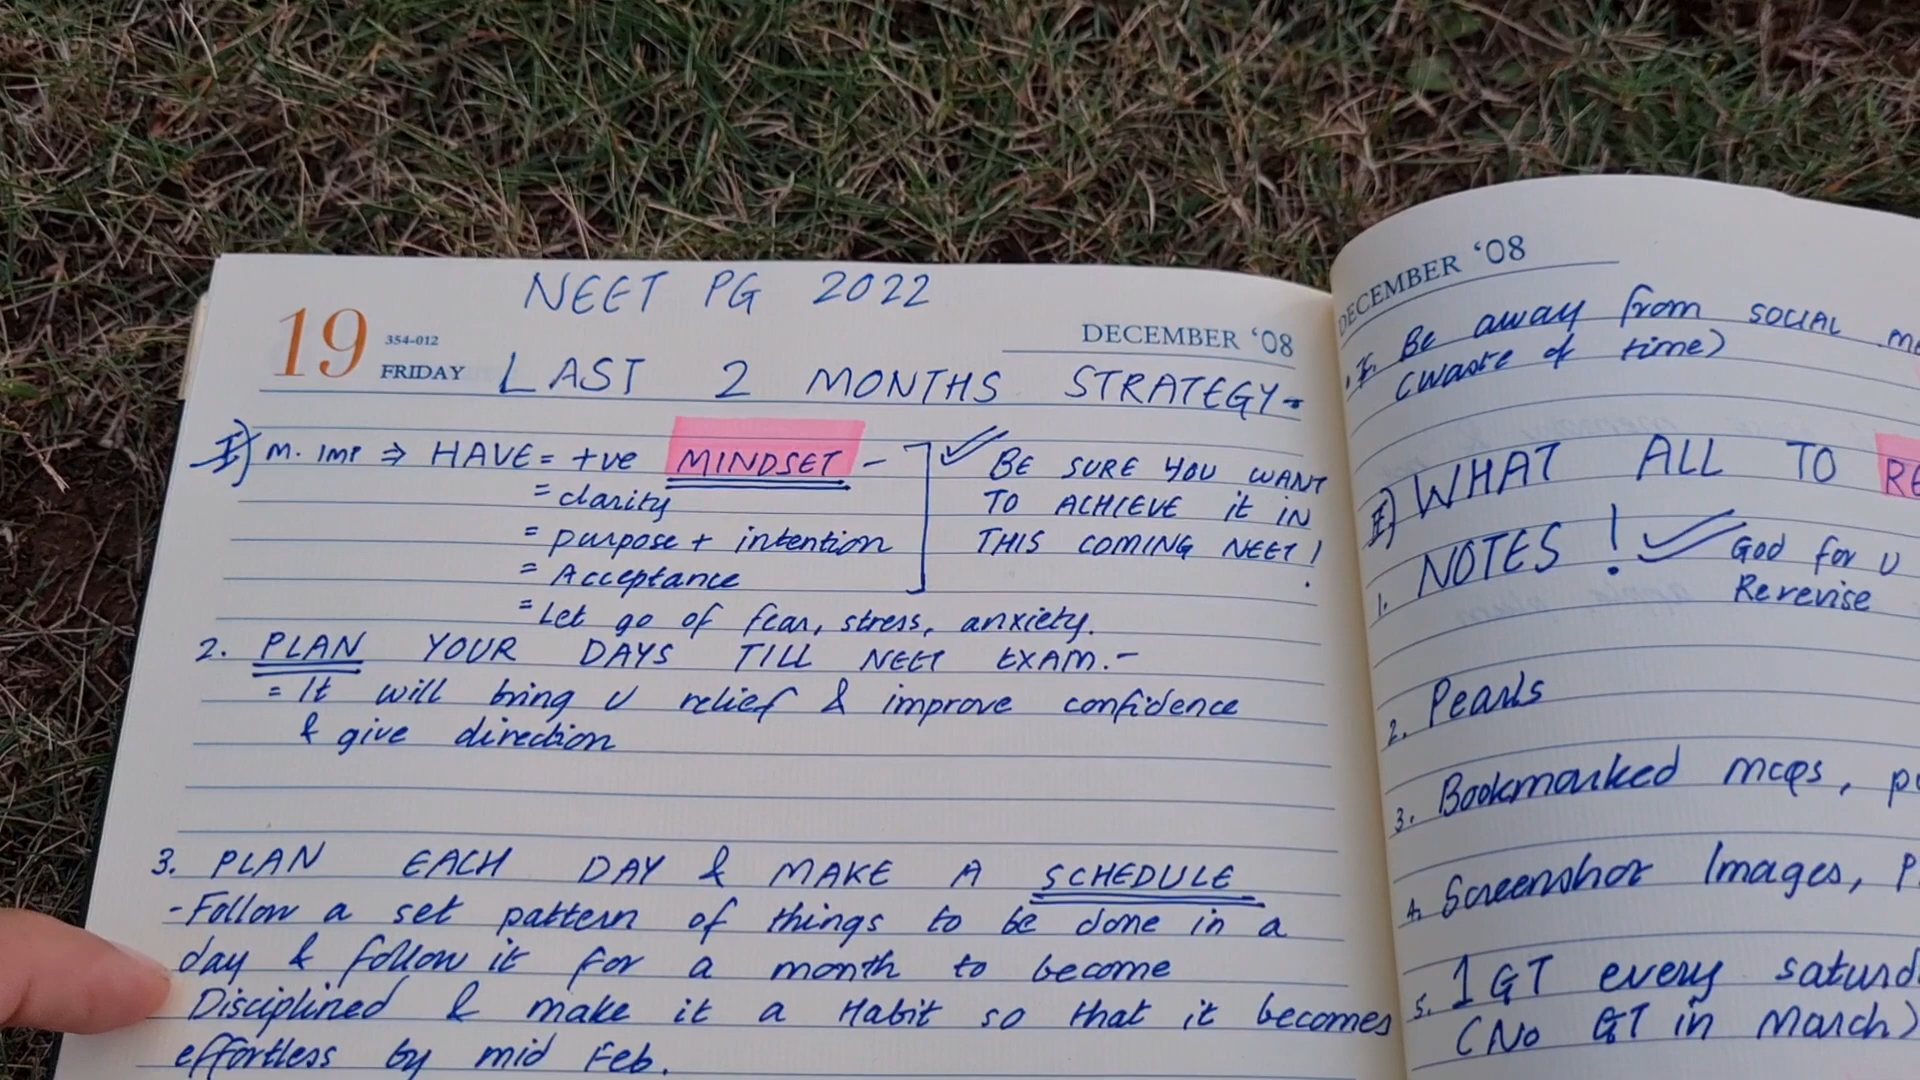 NEET PG 2022
19 354-012 FRIDAY DECEMBER '08
LAST 2 MONTHS STRATEGY-
I) M. IMP ⇒ HAVE = +ve MINDSET -
= clarity
= purpose + intention
= Acceptance
= Let go of fear, stress, anxiety.
✓ BE SURE YOU WANT
TO ACHIEVE it IN
THIS COMING NEET!
2. PLAN YOUR DAYS TILL NEET EXAM.-
= It will bring U relief & improve confidence
& give direction
3. PLAN EACH DAY & MAKE A SCHEDULE
- Follow a set pattern of things to be done in a
day & follow it for a month to become
Disciplined & make it a Habit so that it becomes
effortless by mid Feb.
DECEMBER '08
Be away from SOCIAL
(waste of time)
II) WHAT ALL TO
1. NOTES! ✓ God for U
Rerevise
2. Pearls
3. Bookmarked mcqs,
4. Screenshot Images,
5. 1 GT every
(No GT in March)